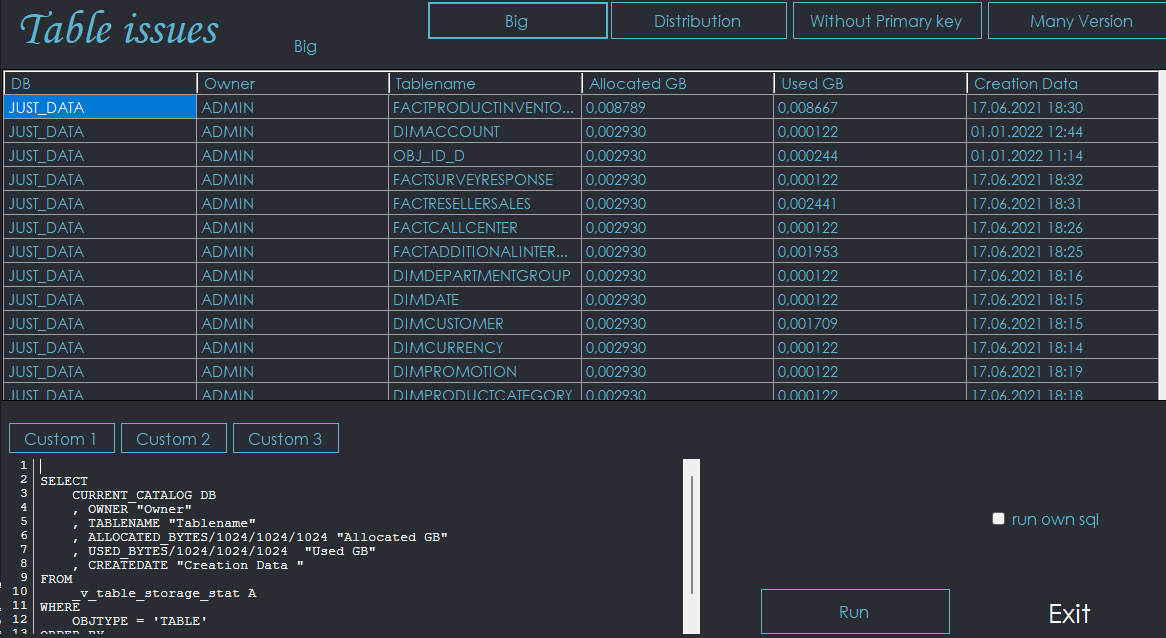 Table issues
Big
Big Distribution Without Primary key Many Version
DB Owner Tablename Allocated GB Used GB Creation Data
JUST_DATA ADMIN FACTPRODUCTINVENTO... 0,008789 0,008667 17.06.2021 18:30
JUST_DATA ADMIN DIMACCOUNT 0,002930 0,000122 01.01.2022 12:44
JUST_DATA ADMIN OBJ_ID_D 0,002930 0,000244 01.01.2022 11:14
JUST_DATA ADMIN FACTSURVEYRESPONSE 0,002930 0,000122 17.06.2021 18:32
JUST_DATA ADMIN FACTRESELLERSALES 0,002930 0,002441 17.06.2021 18:31
JUST_DATA ADMIN FACTCALLCENTER 0,002930 0,000122 17.06.2021 18:26
JUST_DATA ADMIN FACTADDITIONALINTER... 0,002930 0,001953 17.06.2021 18:25
JUST_DATA ADMIN DIMDEPARTMENTGROUP 0,002930 0,000122 17.06.2021 18:16
JUST_DATA ADMIN DIMDATE 0,002930 0,000122 17.06.2021 18:15
JUST_DATA ADMIN DIMCUSTOMER 0,002930 0,001709 17.06.2021 18:15
JUST_DATA ADMIN DIMCURRENCY 0,002930 0,000122 17.06.2021 18:14
JUST_DATA ADMIN DIMPROMOTION 0,002930 0,000122 17.06.2021 18:19
JUST_DATA ADMIN DIMPRODUCTCATEGORY 0,002930 0,000122 17.06.2021 18:18
Custom 1 Custom 2 Custom 3
1
2 SELECT
3 CURRENT_CATALOG DB
4 , OWNER "Owner"
5 , TABLENAME "Tablename"
6 , ALLOCATED_BYTES/1024/1024/1024 "Allocated GB"
7 , USED_BYTES/1024/1024/1024 "Used GB"
8 , CREATEDATE "Creation Data "
9 FROM
10 _v_table_storage_stat A
11 WHERE
12 OBJTYPE = 'TABLE'
13 ORDER BY
run own sql
Run
Exit